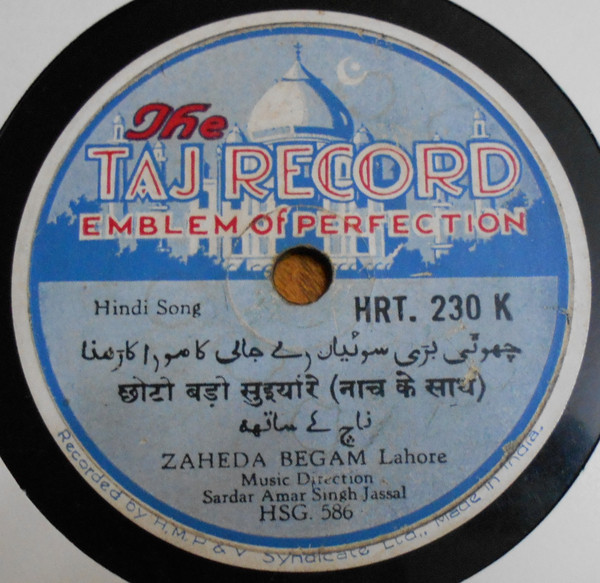 The
TAJ RECORD
EMBLEM Of PERFECTION
Hindi Song
HRT. 230 K
چھوٹی بڑی سوئیاں رے جالی کا مورا کاڑھنا
छोटो बड़ो सुइयांरे (नाच के साथ)
ناچ کے ساتھ
ZAHEDA BEGAM Lahore
Music Direction
Sardar Amar Singh Jassal
HSG. 586
Recorded by H.M.P & V Syndicate Ltd., Made in India.